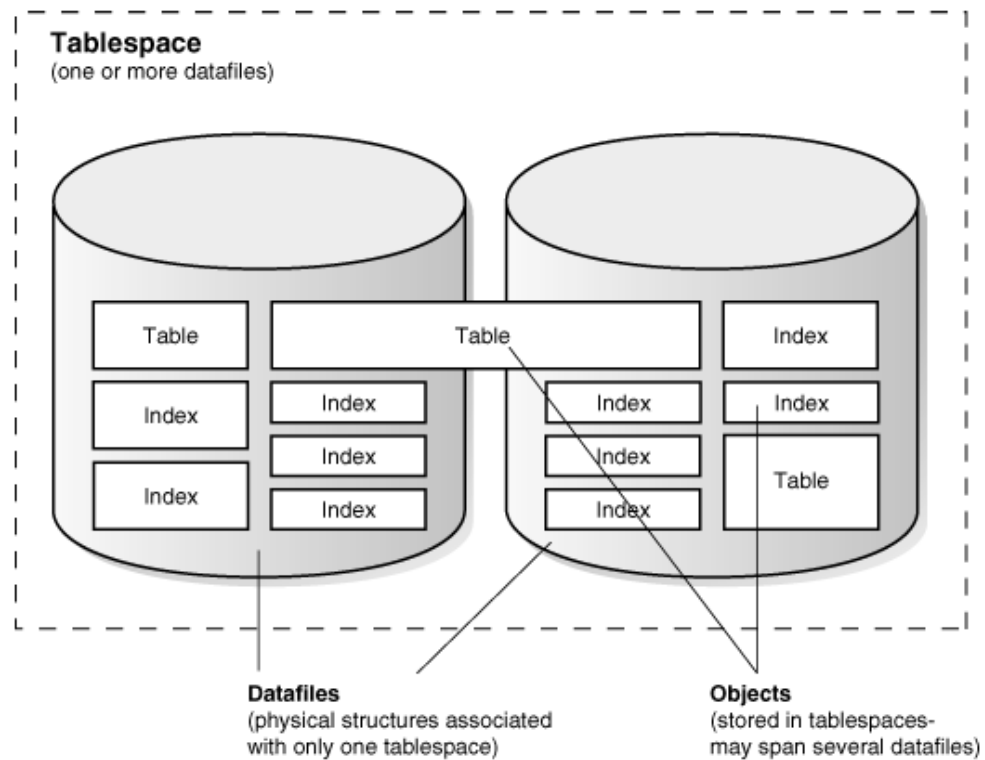 Tablespace
(one or more datafiles)
Table
Table
Index
Index
Index
Index
Index
Index
Index
Table
Index
Index
Index
Datafiles
(physical structures associated
with only one tablespace)
Objects
(stored in tablespaces-
may span several datafiles)